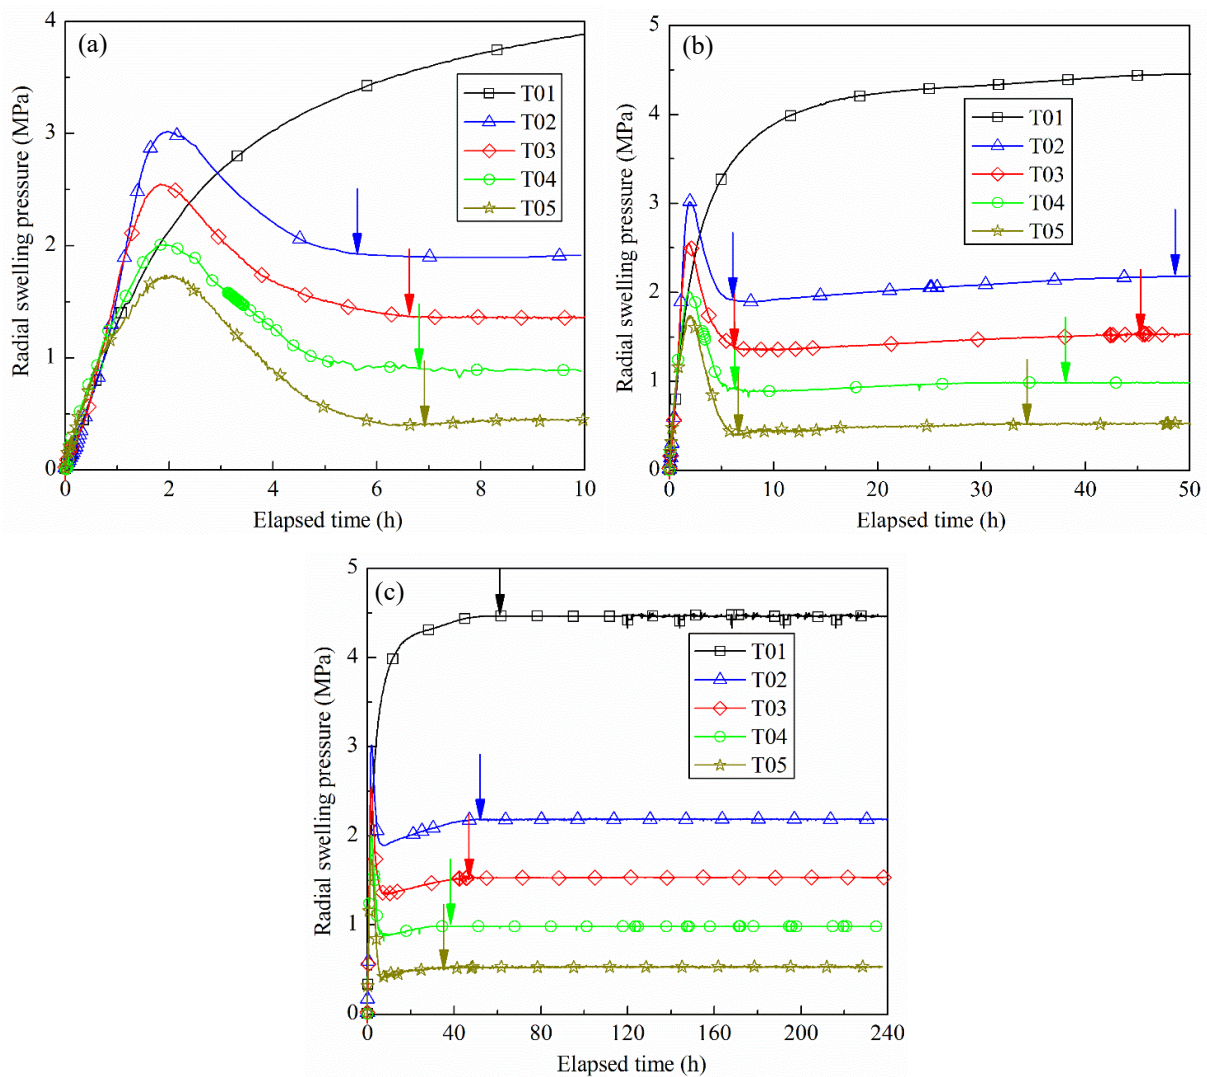 (a)
Radial swelling pressure (MPa)
4
3
2
1
0
0
2
4
6
8
10
Elapsed time (h)
T01
T02
T03
T04
T05
(b)
Radial swelling pressure (MPa)
5
4
3
2
1
0
0
10
20
30
40
50
Elapsed time (h)
T01
T02
T03
T04
T05
(c)
Radial swelling pressure (MPa)
5
4
3
2
1
0
0
40
80
120
160
200
240
Elapsed time (h)
T01
T02
T03
T04
T05